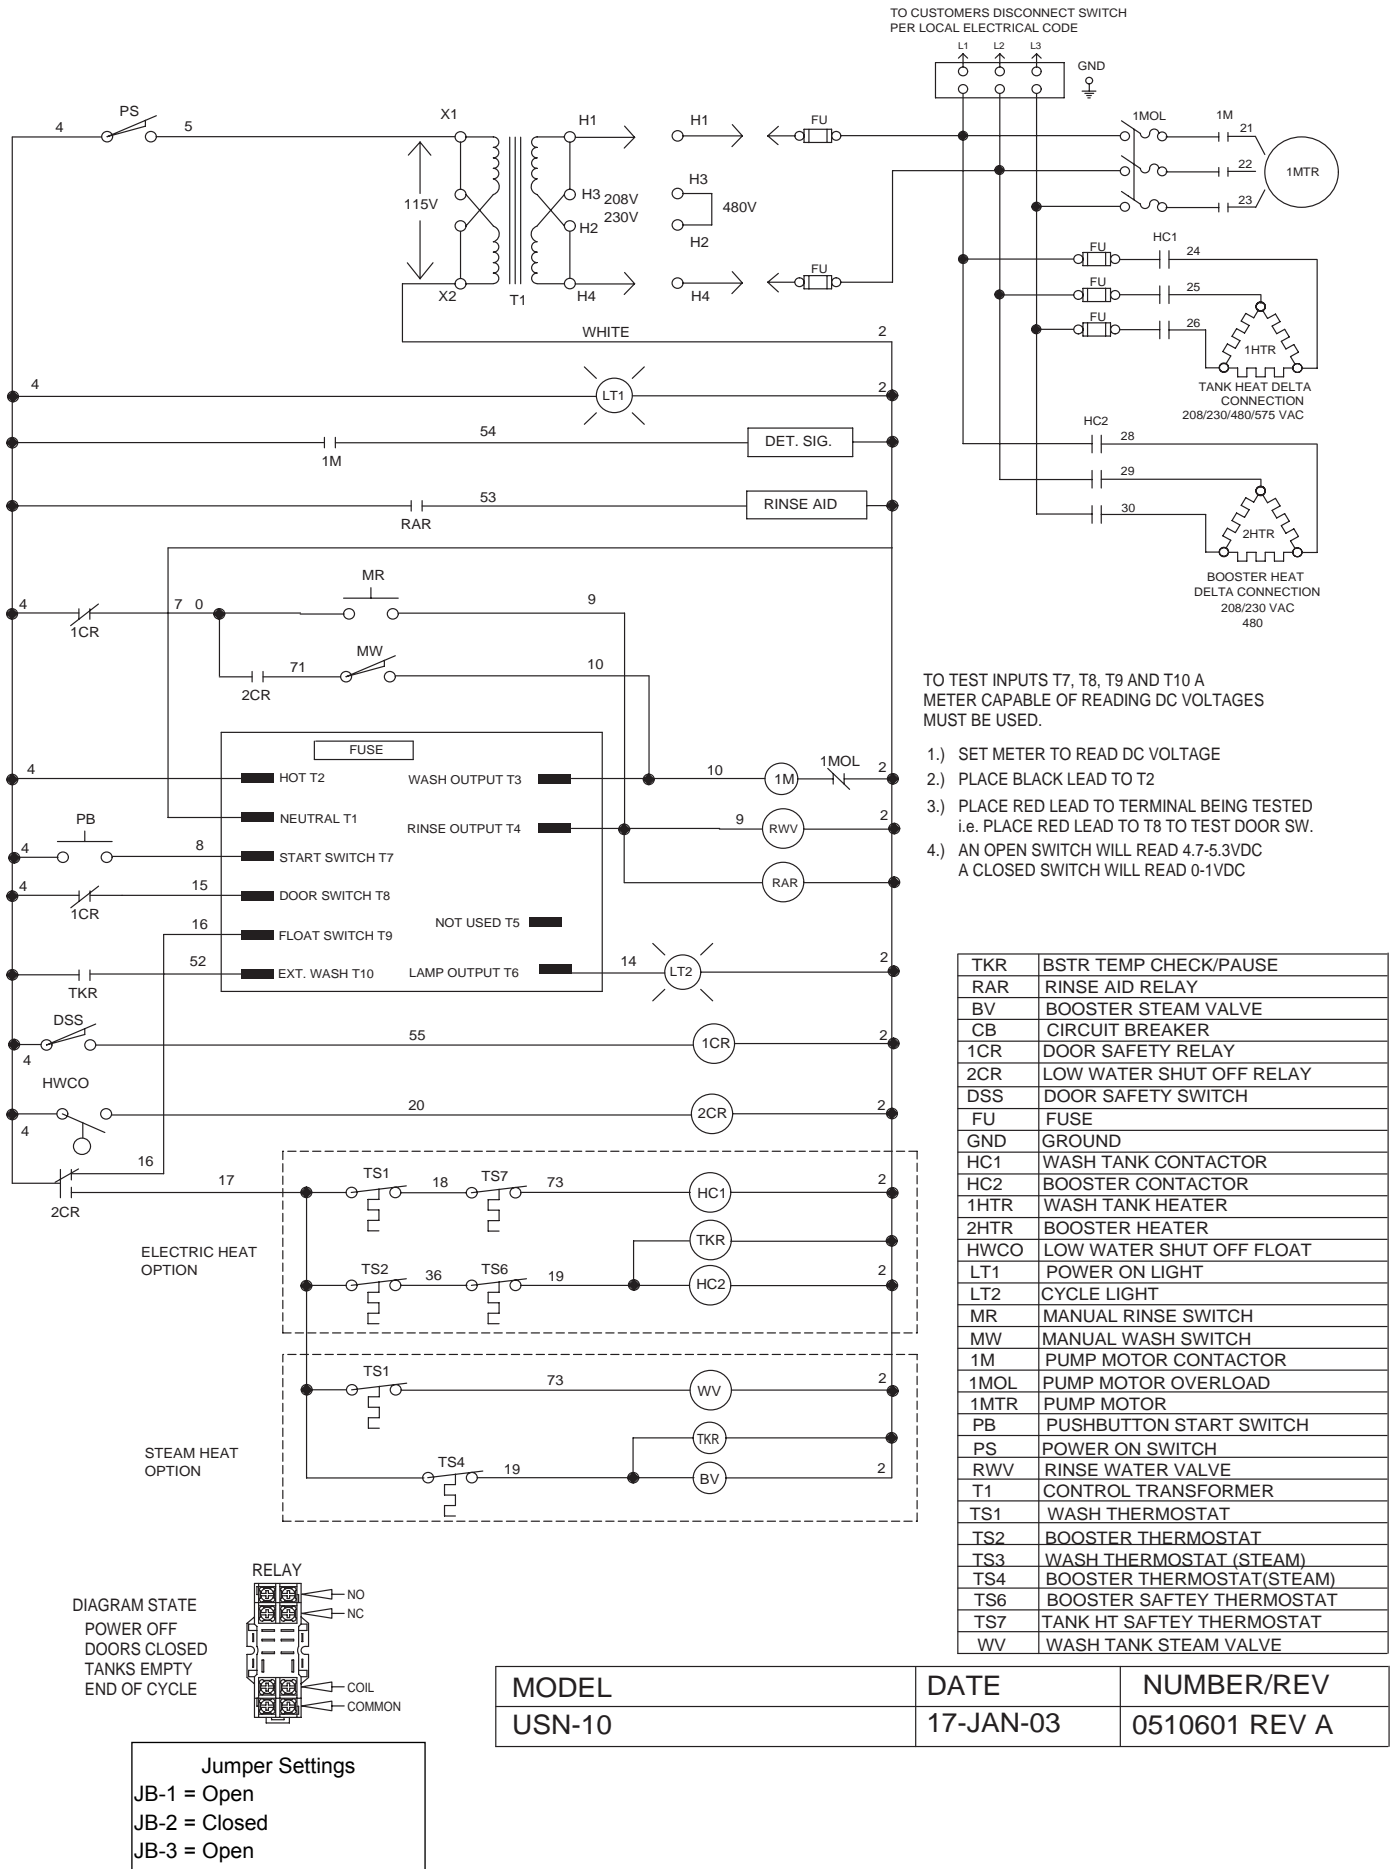 TO CUSTOMERS DISCONNECT SWITCH
PER LOCAL ELECTRICAL CODE
L1 L2 L3
GND
4 PS 5 X1 H1 H1 FU 1MOL 1M 21
115V H3 208V H3 480V 22 1MTR
230V
H2 H2 23
X2 T1 H4 H4 FU
FU HC1 24
FU 25
FU 26
1HTR
TANK HEAT DELTA
CONNECTION
208/230/480/575 VAC
WHITE 2
4 LT1 2
54
1M DET. SIG.
53
RAR RINSE AID
HC2 28
29
30
2HTR
BOOSTER HEAT
DELTA CONNECTION
208/230 VAC
480
MR
4 1CR 7 0 9
MW
2CR 71 10
FUSE
4 HOT T2 WASH OUTPUT T3 10 1M 1MOL 2
NEUTRAL T1
PB RINSE OUTPUT T4 9 RWV 2
4 8 START SWITCH T7
4 1CR 15 DOOR SWITCH T8 RAR
16 FLOAT SWITCH T9 NOT USED T5
TKR 52 EXT. WASH T10 LAMP OUTPUT T6 14 LT2 2
DSS
4 55 1CR 2
HWCO
4 20 2CR 2
16
2CR 17
TS1 18 TS7 73 HC1 2
TKR
ELECTRIC HEAT
OPTION
TS2 36 TS6 19 HC2 2
TS1 73 WV 2
TKR
STEAM HEAT
OPTION
TS4 19 BV 2
TO TEST INPUTS T7, T8, T9 AND T10 A
METER CAPABLE OF READING DC VOLTAGES
MUST BE USED.
1.) SET METER TO READ DC VOLTAGE
2.) PLACE BLACK LEAD TO T2
3.) PLACE RED LEAD TO TERMINAL BEING TESTED
i.e. PLACE RED LEAD TO T8 TO TEST DOOR SW.
4.) AN OPEN SWITCH WILL READ 4.7-5.3VDC
A CLOSED SWITCH WILL READ 0-1VDC
TKR BSTR TEMP CHECK/PAUSE
RAR RINSE AID RELAY
BV BOOSTER STEAM VALVE
CB CIRCUIT BREAKER
1CR DOOR SAFETY RELAY
2CR LOW WATER SHUT OFF RELAY
DSS DOOR SAFETY SWITCH
FU FUSE
GND GROUND
HC1 WASH TANK CONTACTOR
HC2 BOOSTER CONTACTOR
1HTR WASH TANK HEATER
2HTR BOOSTER HEATER
HWCO LOW WATER SHUT OFF FLOAT
LT1 POWER ON LIGHT
LT2 CYCLE LIGHT
MR MANUAL RINSE SWITCH
MW MANUAL WASH SWITCH
1M PUMP MOTOR CONTACTOR
1MOL PUMP MOTOR OVERLOAD
1MTR PUMP MOTOR
PB PUSHBUTTON START SWITCH
PS POWER ON SWITCH
RWV RINSE WATER VALVE
T1 CONTROL TRANSFORMER
TS1 WASH THERMOSTAT
TS2 BOOSTER THERMOSTAT
TS3 WASH THERMOSTAT (STEAM)
TS4 BOOSTER THERMOSTAT(STEAM)
TS6 BOOSTER SAFTEY THERMOSTAT
TS7 TANK HT SAFTEY THERMOSTAT
WV WASH TANK STEAM VALVE
RELAY
NO
NC
COIL
COMMON
DIAGRAM STATE
POWER OFF
DOORS CLOSED
TANKS EMPTY
END OF CYCLE
MODEL DATE NUMBER/REV
USN-10 17-JAN-03 0510601 REV A
Jumper Settings
JB-1 = Open
JB-2 = Closed
JB-3 = Open